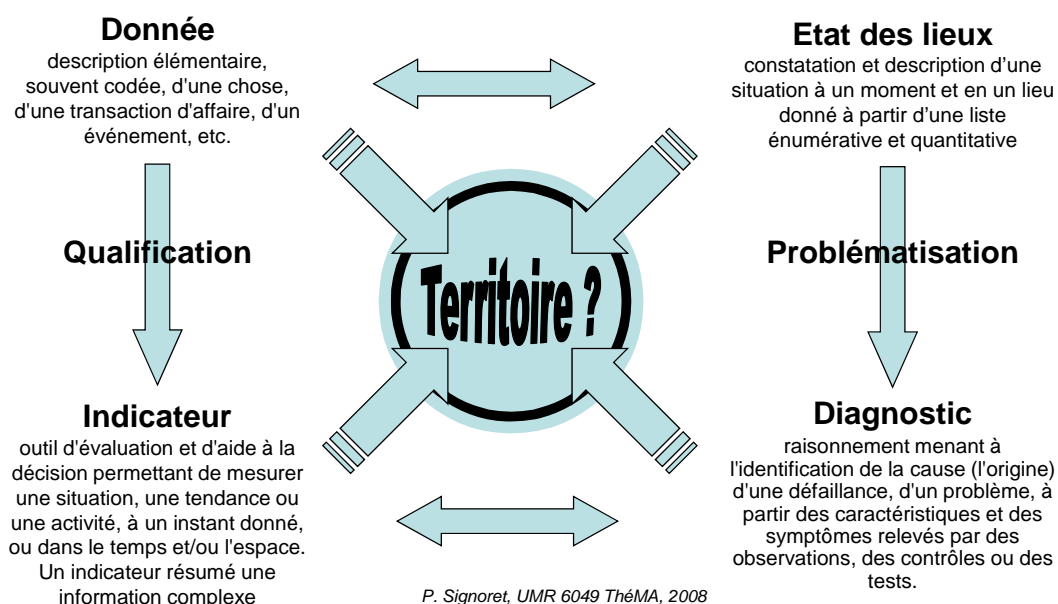 Donnée
description élémentaire,
souvent codée, d'une chose,
d'une transaction d'affaire, d'un
événement, etc.
Etat des lieux
constatation et description d’une
situation à un moment et en un lieu
donné à partir d’une liste
énumérative et quantitative
Qualification
Problématisation
Territoire ?
Indicateur
outil d'évaluation et d'aide à la
décision permettant de mesurer
une situation, une tendance ou
une activité, à un instant donné,
ou dans le temps et/ou l'espace.
Un indicateur résumé une
information complexe
Diagnostic
raisonnement menant à
l'identification de la cause (l'origine)
d'une défaillance, d'un problème, à
partir des caractéristiques et des
symptômes relevés par des
observations, des contrôles ou des
tests.
P. Signoret, UMR 6049 ThéMA, 2008